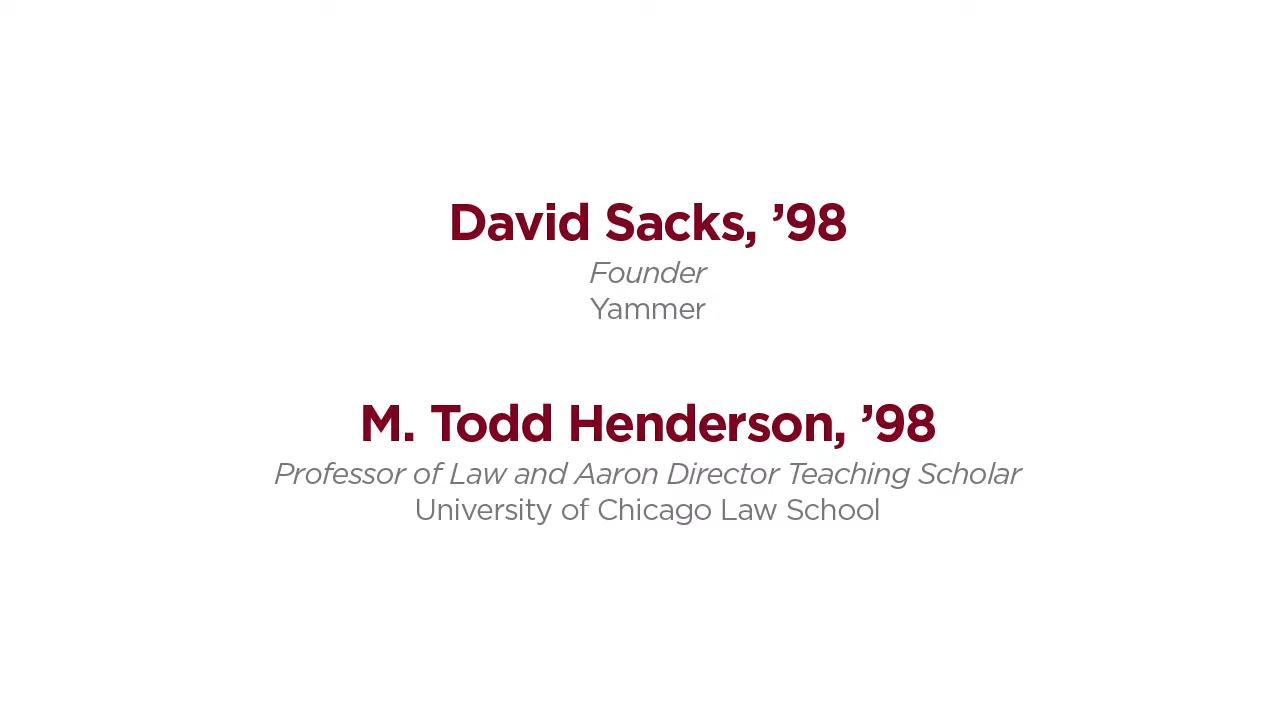 David Sacks, ’98
Founder
Yammer
M. Todd Henderson, ’98
Professor of Law and Aaron Director Teaching Scholar
University of Chicago Law School